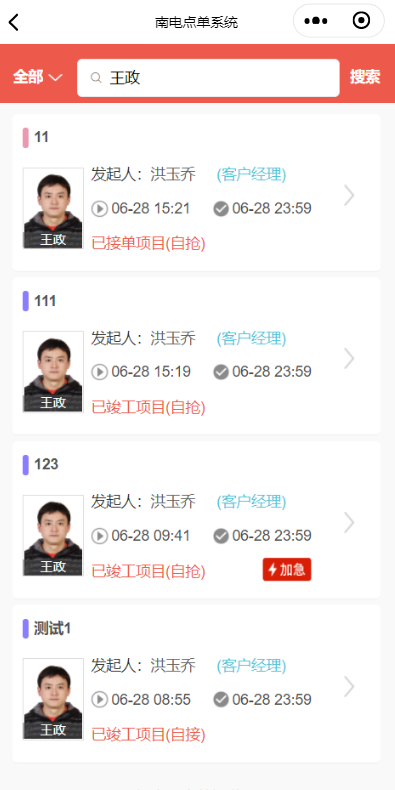 南电点单系统
全部 王政 搜索
11
发起人：洪玉乔 (客户经理)
06-28 15:21 06-28 23:59
王政
已接单项目(自抢)
111
发起人：洪玉乔 (客户经理)
06-28 15:19 06-28 23:59
王政
已竣工项目(自抢)
123
发起人：洪玉乔 (客户经理)
06-28 09:41 06-28 23:59
王政
已竣工项目(自抢) 加急
测试1
发起人：洪玉乔 (客户经理)
06-28 08:55 06-28 23:59
王政
已竣工项目(自接)